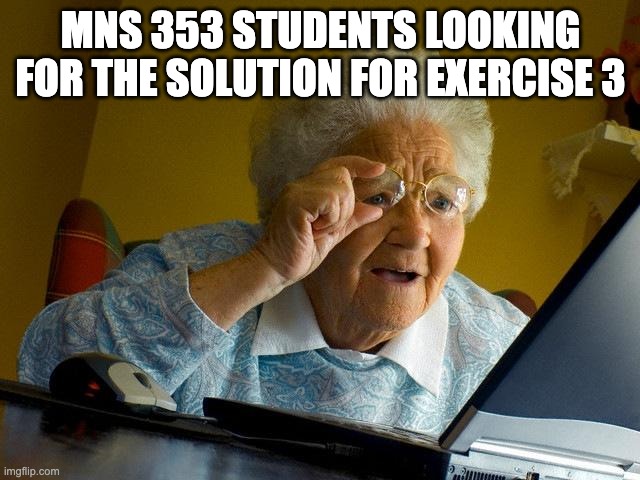 MNS 353 STUDENTS LOOKING
FOR THE SOLUTION FOR EXERCISE 3
imgflip.com